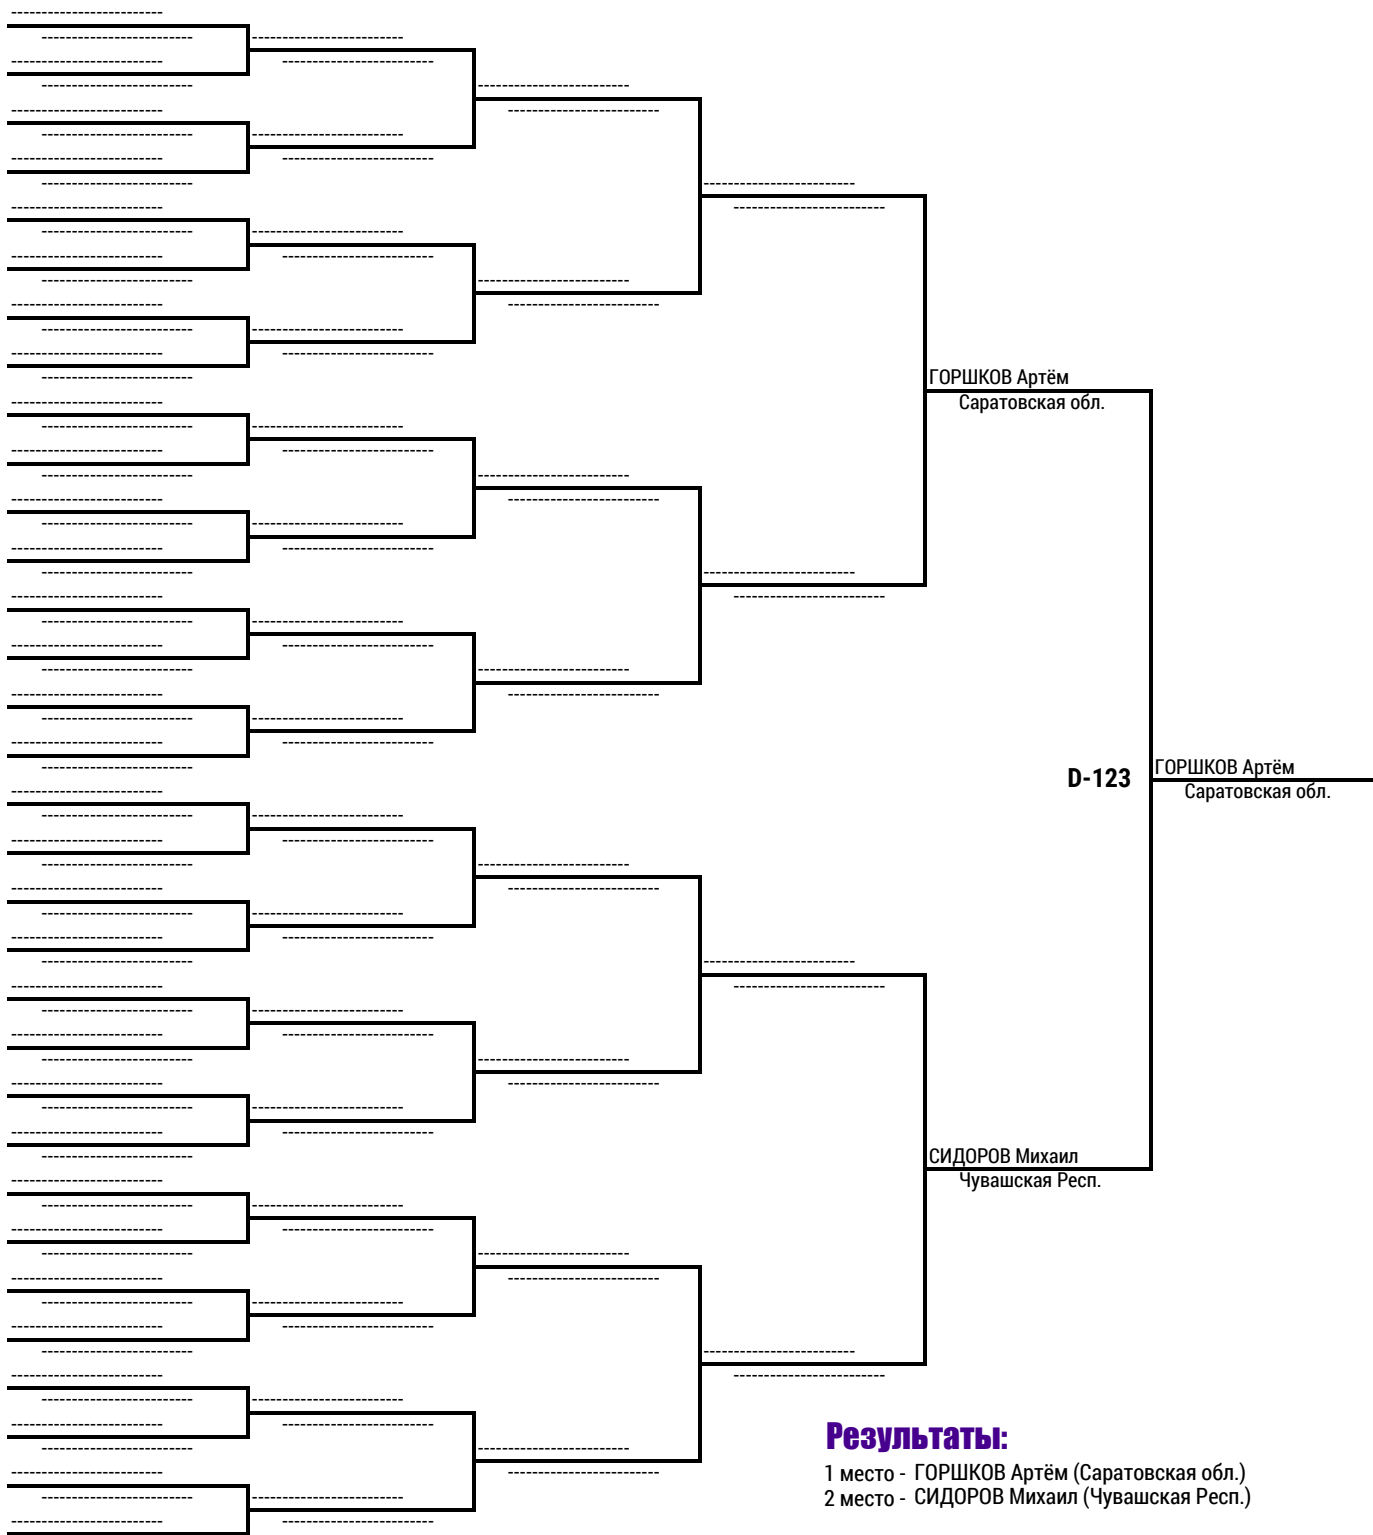 ГОРШКОВ Артём
Саратовская обл.
D-123
ГОРШКОВ Артём
Саратовская обл.
СИДОРОВ Михаил
Чувашская Респ.
Результаты:
1 место - ГОРШКОВ Артём (Саратовская обл.)
2 место - СИДОРОВ Михаил (Чувашская Респ.)